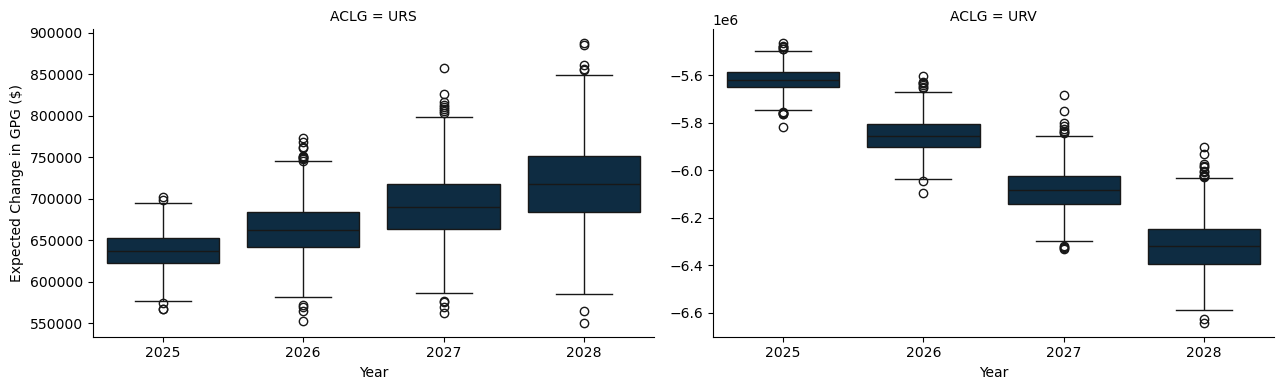 ACLG = URS
Expected Change in GPG ($)
900000
850000
800000
750000
700000
650000
600000
550000
2025 2026 2027 2028
Year
ACLG = URV
1e6
−5.6
−5.8
−6.0
−6.2
−6.4
−6.6
2025 2026 2027 2028
Year